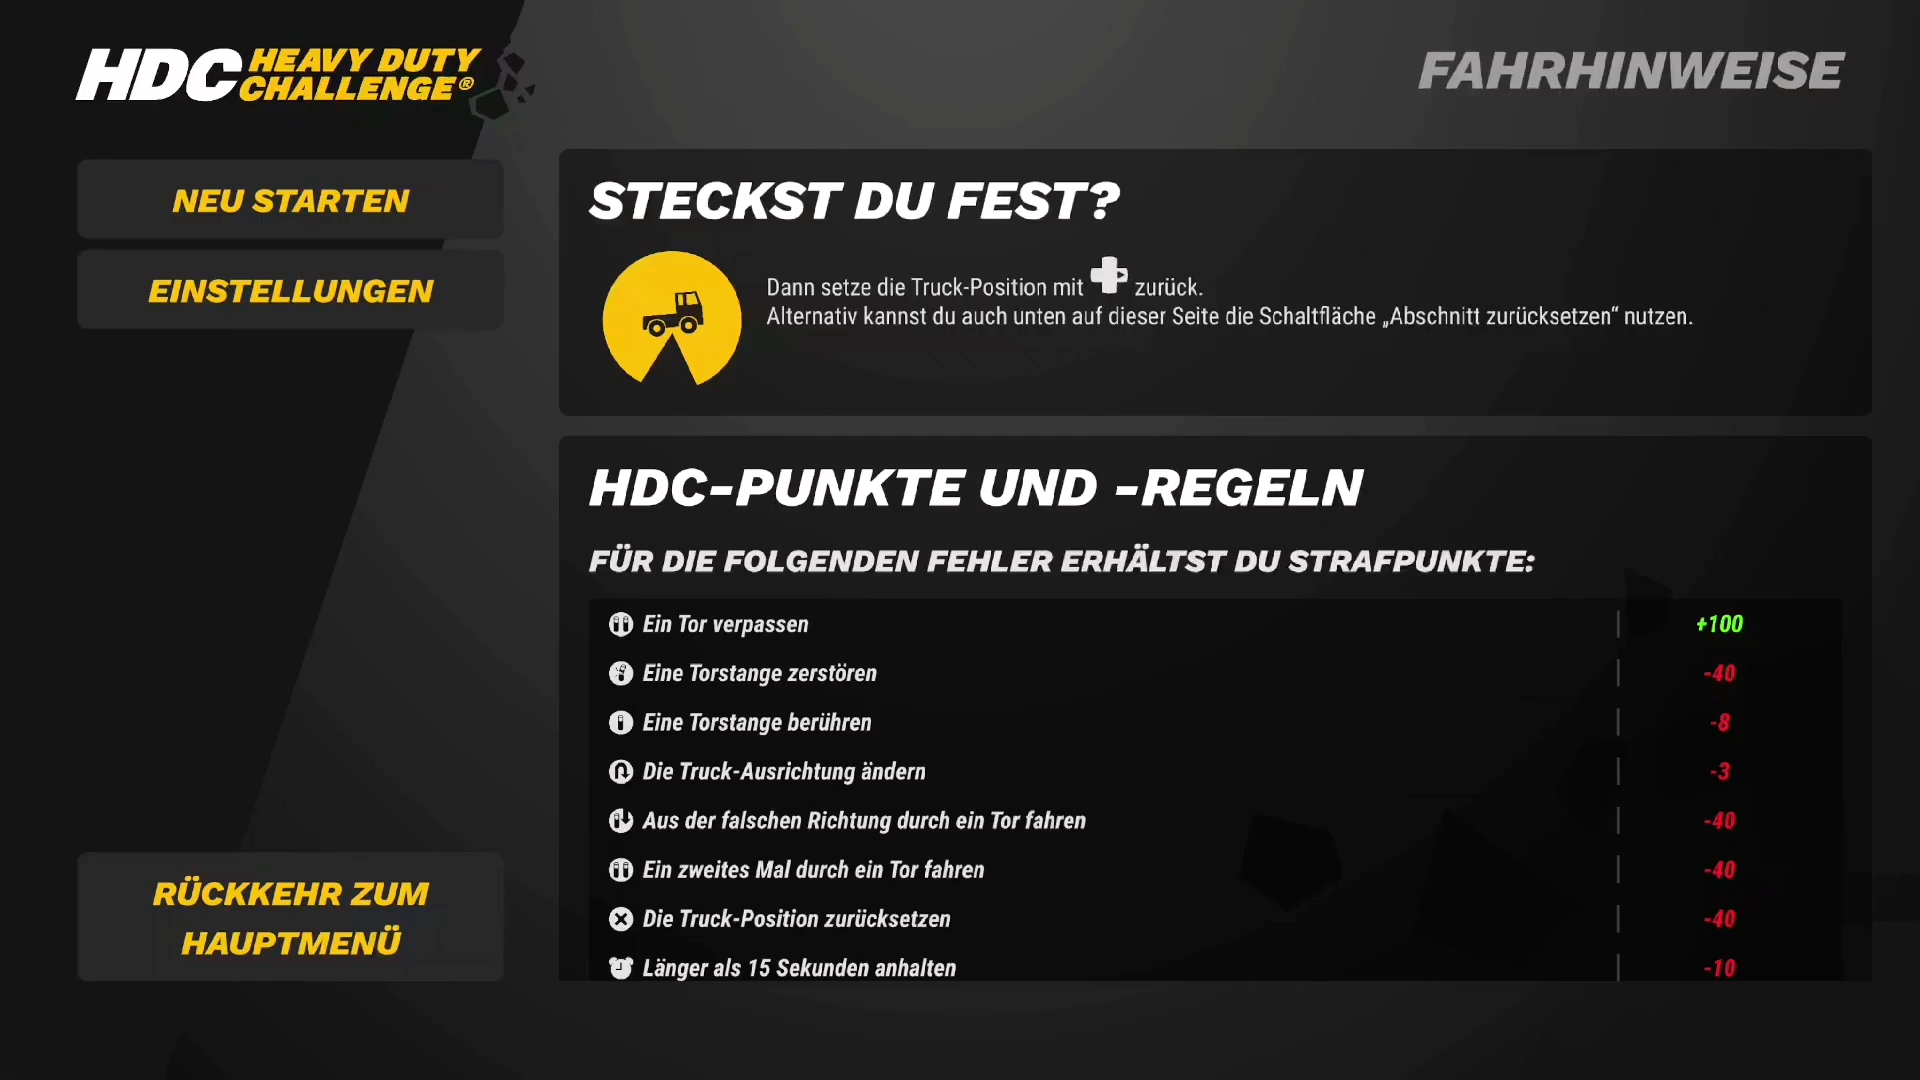 HDC HEAVY DUTY CHALLENGE®
FAHRHINWEISE
NEU STARTEN
EINSTELLUNGEN
RÜCKKEHR ZUM
HAUPTMENÜ
STECKST DU FEST?
Dann setze die Truck-Position mit zurück.
Alternativ kannst du auch unten auf dieser Seite die Schaltfläche „Abschnitt zurücksetzen“ nutzen.
HDC-PUNKTE UND -REGELN
FÜR DIE FOLGENDEN FEHLER ERHÄLTST DU STRAFPUNKTE:
Ein Tor verpassen | +100
Eine Torstange zerstören | -40
Eine Torstange berühren | -8
Die Truck-Ausrichtung ändern | -3
Aus der falschen Richtung durch ein Tor fahren | -40
Ein zweites Mal durch ein Tor fahren | -40
Die Truck-Position zurücksetzen | -40
Länger als 15 Sekunden anhalten | -10